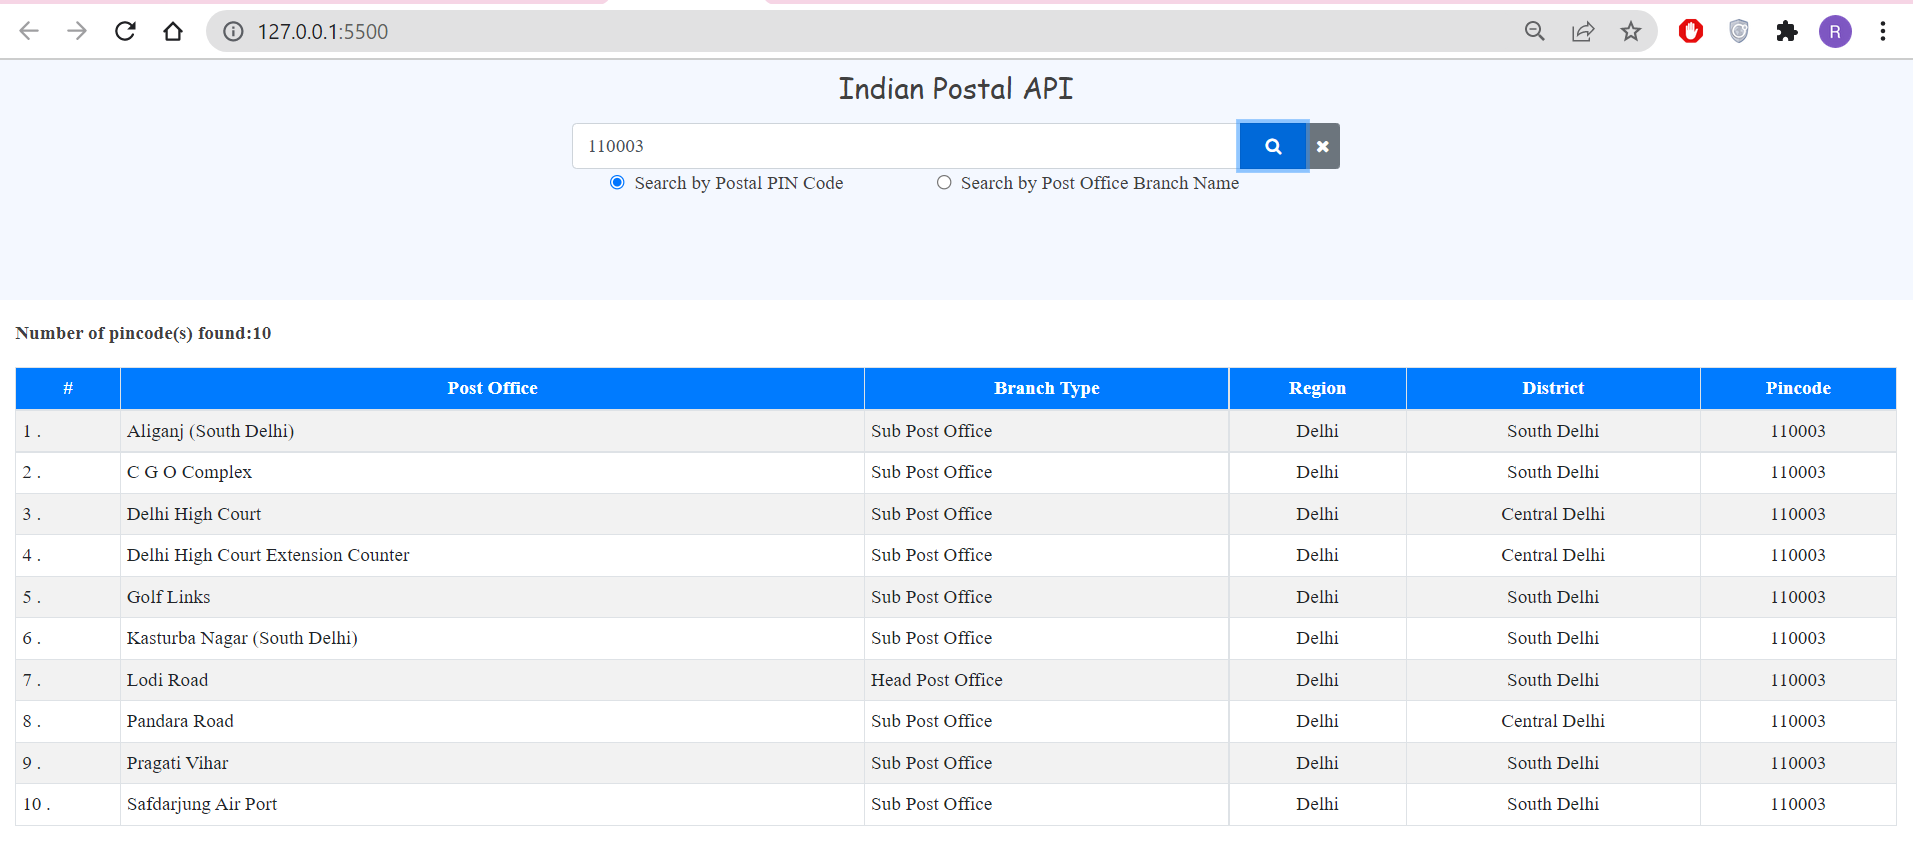 127.0.0.1:5500
R
Indian Postal API
110003
Search by Postal PIN Code Search by Post Office Branch Name
Number of pincode(s) found:10
# Post Office Branch Type Region District Pincode
1 . Aliganj (South Delhi) Sub Post Office Delhi South Delhi 110003
2 . C G O Complex Sub Post Office Delhi South Delhi 110003
3 . Delhi High Court Sub Post Office Delhi Central Delhi 110003
4 . Delhi High Court Extension Counter Sub Post Office Delhi Central Delhi 110003
5 . Golf Links Sub Post Office Delhi South Delhi 110003
6 . Kasturba Nagar (South Delhi) Sub Post Office Delhi South Delhi 110003
7 . Lodi Road Head Post Office Delhi South Delhi 110003
8 . Pandara Road Sub Post Office Delhi Central Delhi 110003
9 . Pragati Vihar Sub Post Office Delhi South Delhi 110003
10 . Safdarjung Air Port Sub Post Office Delhi South Delhi 110003